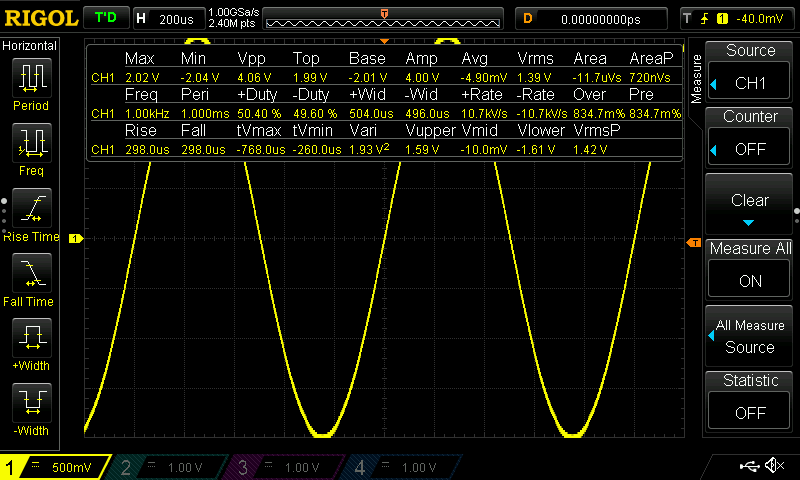 RIGOL T'D H 200us 1.00GSa/s D 0.00000000ps T 1 -40.0mV
2.40M pts
T
Horizontal
Period
Freq
Rise Time
Fall Time
+Width
-Width
Max Min Vpp Top Base Amp Avg Vrms Area AreaP
CH1 2.02 V -2.04 V 4.06 V 1.99 V -2.01 V 4.00 V -4.90mV 1.39 V -11.7uVs 720nVs
Freq Peri +Duty -Duty +Wid -Wid +Rate -Rate Over Pre
CH1 1.00kHz 1.000ms 50.40 % 49.60 % 504.0us 496.0us 10.7kV/s -10.7kV/s 834.7m% 834.7m%
Rise Fall tVmax tVmin Vari Vupper Vmid Vlower VrmsP
CH1 298.0us 298.0us -768.0us -260.0us 1.93 V² 1.59 V -10.0mV -1.61 V 1.42 V
1
T
Measure
Source
CH1
Counter
OFF
Clear
Measure All
ON
All Measure
Source
Statistic
OFF
1 500mV 2 1.00 V 3 1.00 V 4 1.00 V